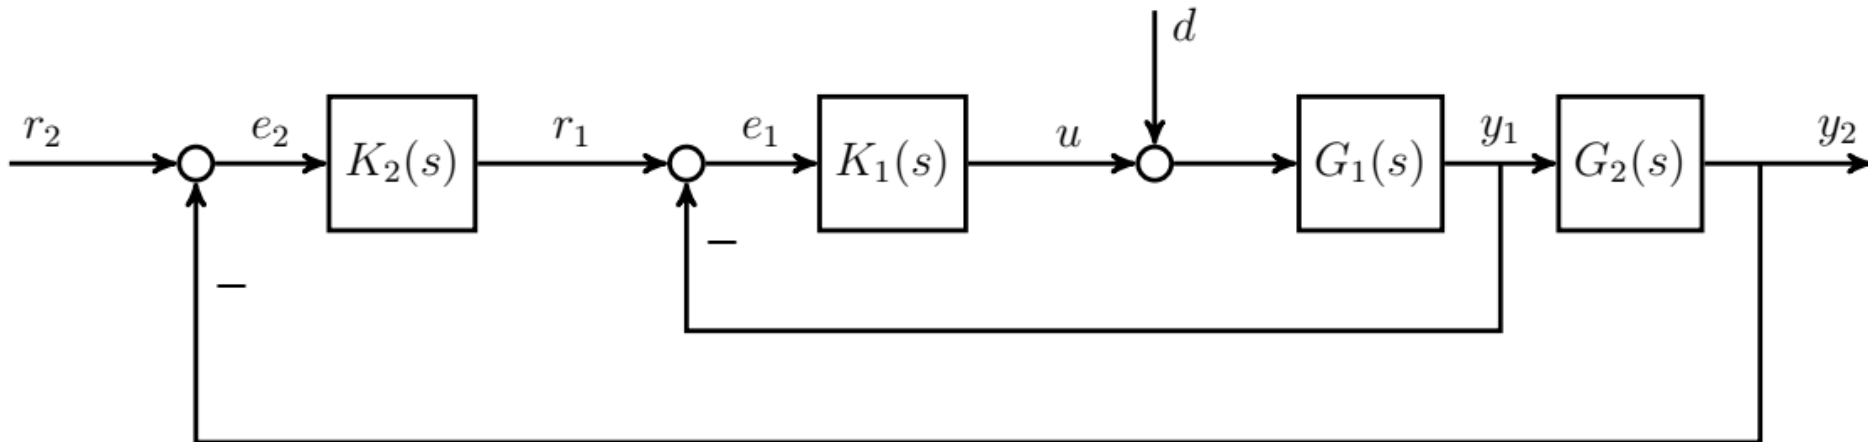 d
r₂ e₂ K₂(s) r₁ e₁ K₁(s) u G₁(s) y₁ G₂(s) y₂
−
−